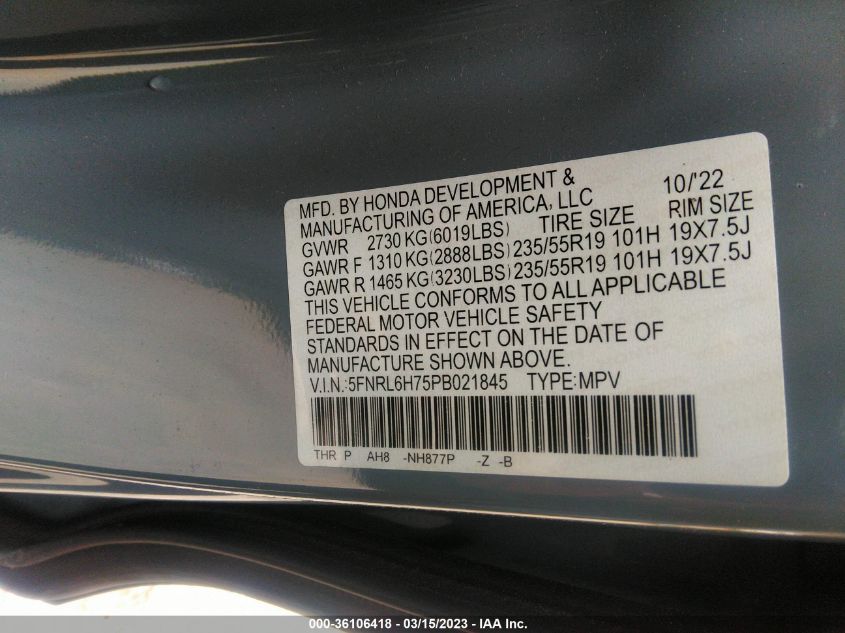 MFD. BY HONDA DEVELOPMENT & 10/'22
MANUFACTURING OF AMERICA, LLC
GVWR 2730 KG(6019LBS) TIRE SIZE RIM SIZE
GAWR F 1310 KG(2888LBS) 235/55R19 101H 19X7.5J
GAWR R 1465 KG(3230LBS) 235/55R19 101H 19X7.5J
THIS VEHICLE CONFORMS TO ALL APPLICABLE
FEDERAL MOTOR VEHICLE SAFETY
STANDARDS IN EFFECT ON THE DATE OF
MANUFACTURE SHOWN ABOVE.
V.I.N.:5FNRL6H75PB021845 TYPE:MPV
THR P AH8 -NH877P -Z -B
000-36106418 - 03/15/2023 - IAA Inc.